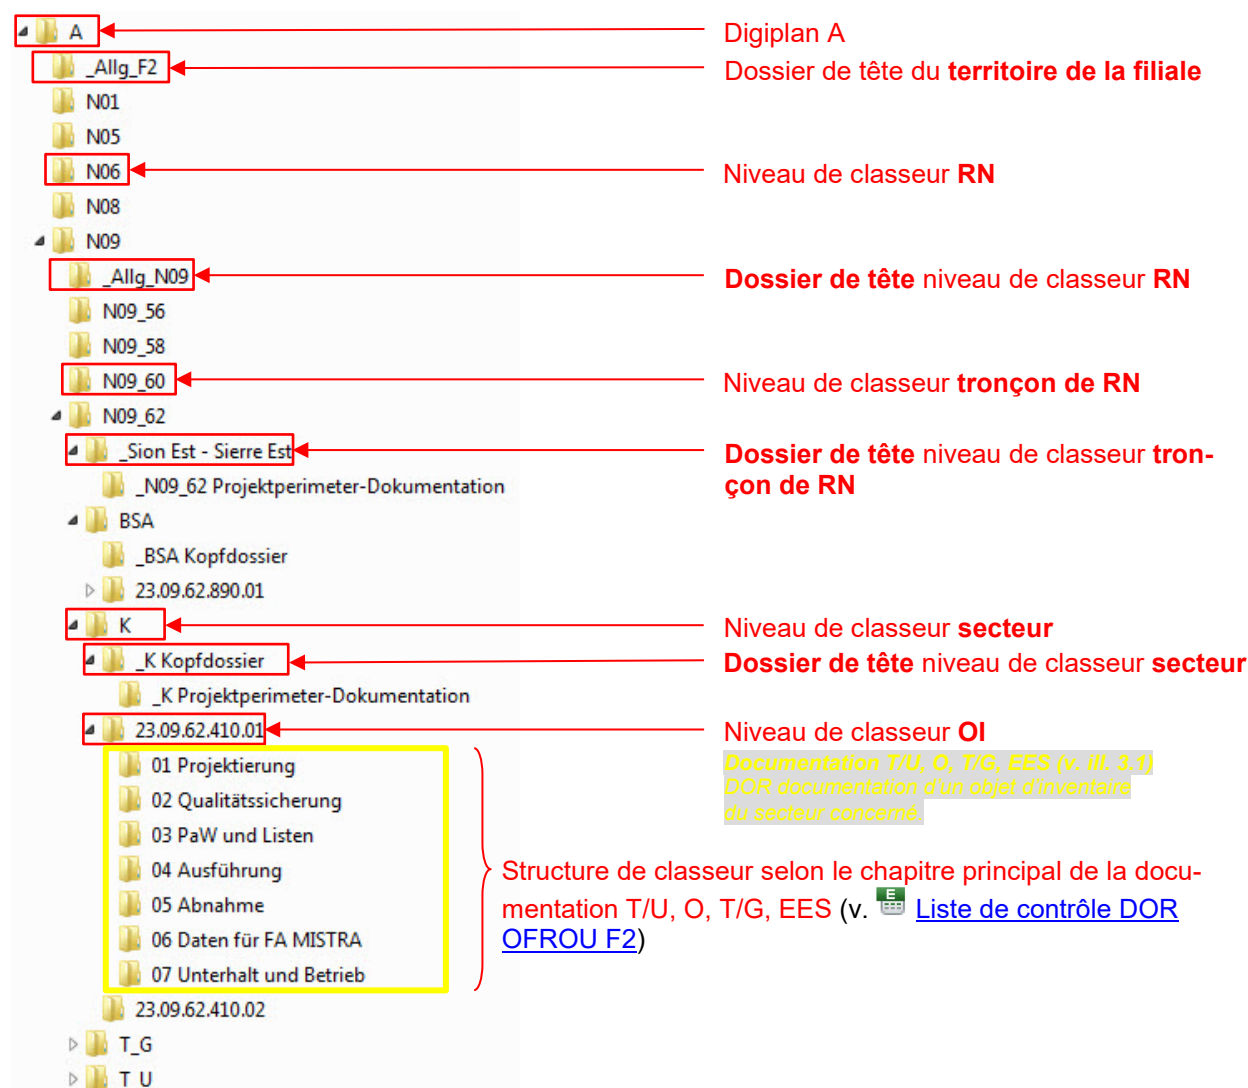 A
Digiplan A
_Allg_F2
Dossier de tête du territoire de la filiale
N01
N05
N06
Niveau de classeur RN
N08
N09
_Allg_N09
Dossier de tête niveau de classeur RN
N09_56
N09_58
N09_60
Niveau de classeur tronçon de RN
N09_62
_Sion Est - Sierre Est
Dossier de tête niveau de classeur tron-
çon de RN
_N09_62 Projektperimeter-Dokumentation
BSA
_BSA Kopfdossier
23.09.62.890.01
K
Niveau de classeur secteur
_K Kopfdossier
Dossier de tête niveau de classeur secteur
_K Projektperimeter-Dokumentation
23.09.62.410.01
Niveau de classeur OI
Documentation T/U, O, T/G, EES (v. III. 3.1)
DOR documentation d'un objet d'inventaire
du secteur concerné.
01 Projektierung
02 Qualitätssicherung
03 PaW und Listen
04 Ausführung
05 Abnahme
06 Daten für FA MISTRA
07 Unterhalt und Betrieb
Structure de classeur selon le chapitre principal de la docu-
mentation T/U, O, T/G, EES (v. E Liste de contrôle DOR
OFROU F2)
23.09.62.410.02
T_G
T_U